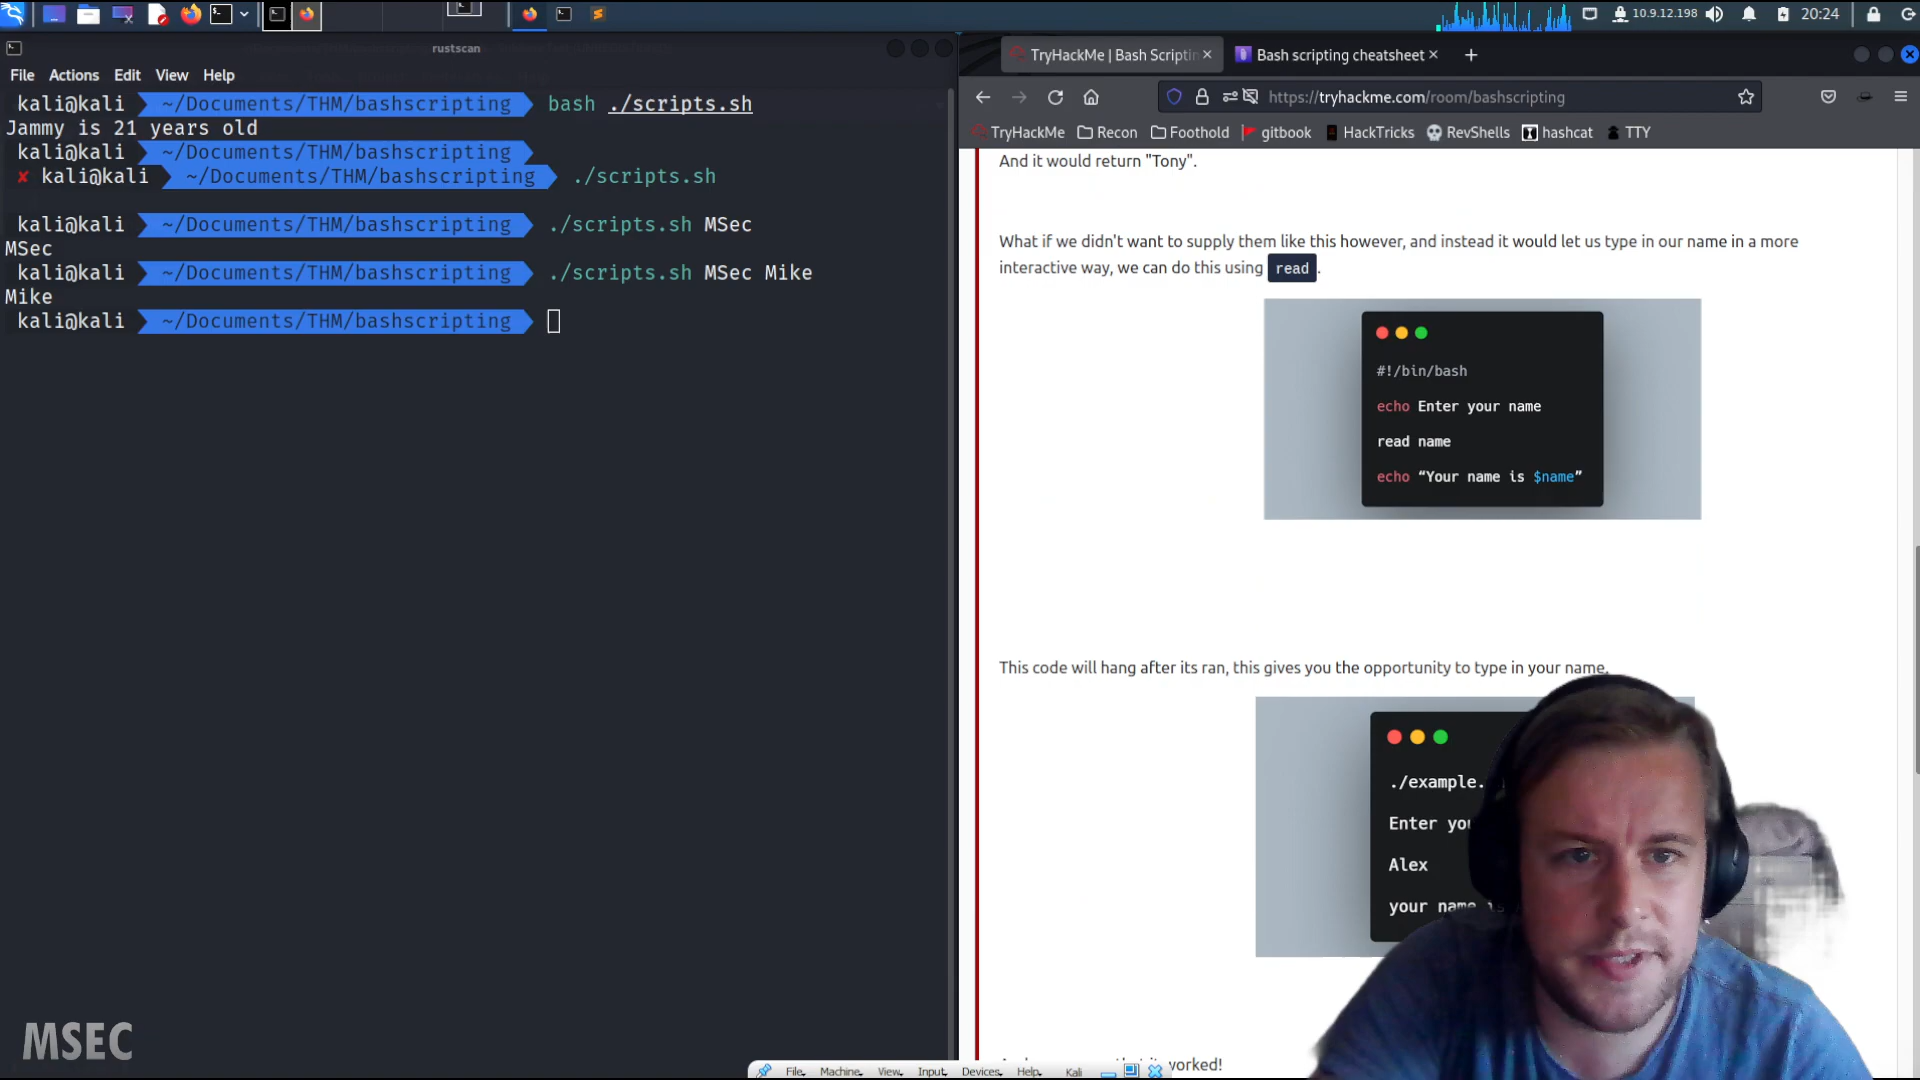 20:24
10.9.12.198
rustscan
File Actions Edit View Help
kali@kali ~/Documents/THM/bashscripting bash ./scripts.sh
Jammy is 21 years old
kali@kali ~/Documents/THM/bashscripting
✘ kali@kali ~/Documents/THM/bashscripting ./scripts.sh
kali@kali ~/Documents/THM/bashscripting ./scripts.sh MSec
MSec
kali@kali ~/Documents/THM/bashscripting ./scripts.sh MSec Mike
Mike
kali@kali ~/Documents/THM/bashscripting
MSEC
TryHackMe | Bash Scriptin
Bash scripting cheatsheet
https://tryhackme.com/room/bashscripting
TryHackMe Recon Foothold gitbook HackTricks RevShells hashcat TTY
And it would return "Tony".
What if we didn't want to supply them like this however, and instead it would let us type in our name in a more
interactive way, we can do this using read.
#!/bin/bash
echo Enter your name
read name
echo “Your name is $name”
This code will hang after its ran, this gives you the opportunity to type in your name.
./example.
Enter you
Alex
your name is
worked!
File Machine View Input Devices Help Kali